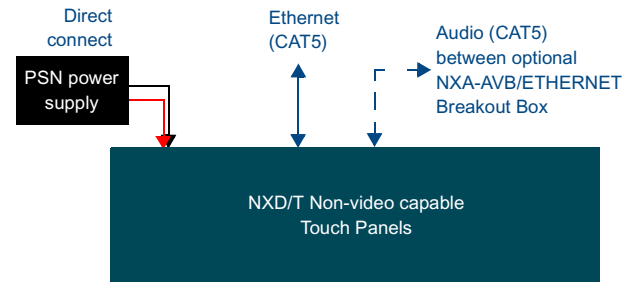 Direct
connect
PSN power
supply
Ethernet
(CAT5)
Audio (CAT5)
between optional
NXA-AVB/ETHERNET
Breakout Box
NXD/T Non-video capable
Touch Panels